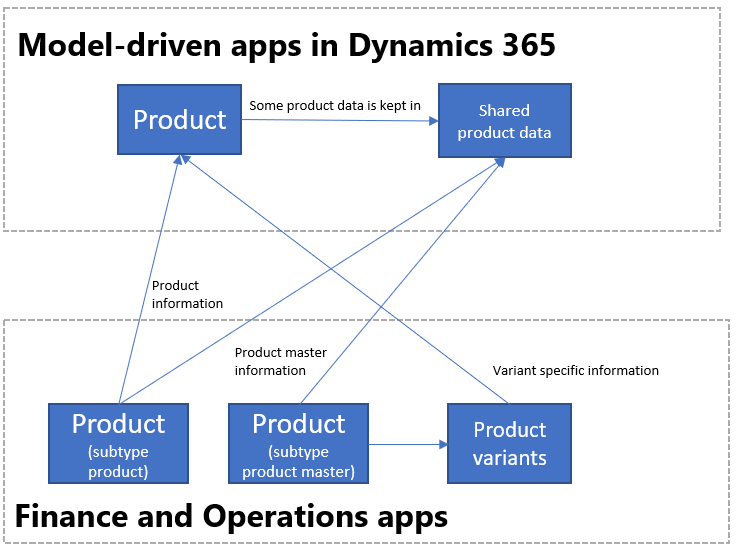 Model-driven apps in Dynamics 365
Product
Some product data is kept in
Shared
product data
Product
information
Product master
information
Variant specific information
Product
(subtype
product)
Product
(subtype
product master)
Product
variants
Finance and Operations apps